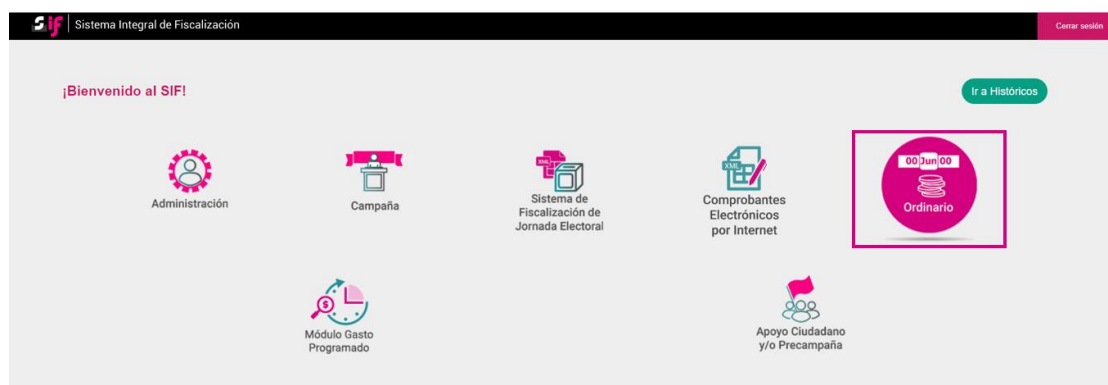 Sif Sistema Integral de Fiscalización
Cerrar sesión
¡Bienvenido al SIF!
Ir a Históricos
Administración
Campaña
XML
Sistema de
Fiscalización de
Jornada Electoral
XML
Comprobantes
Electrónicos
por Internet
00 Jun 00
Ordinario
$
Módulo Gasto
Programado
Apoyo Ciudadano
y/o Precampaña